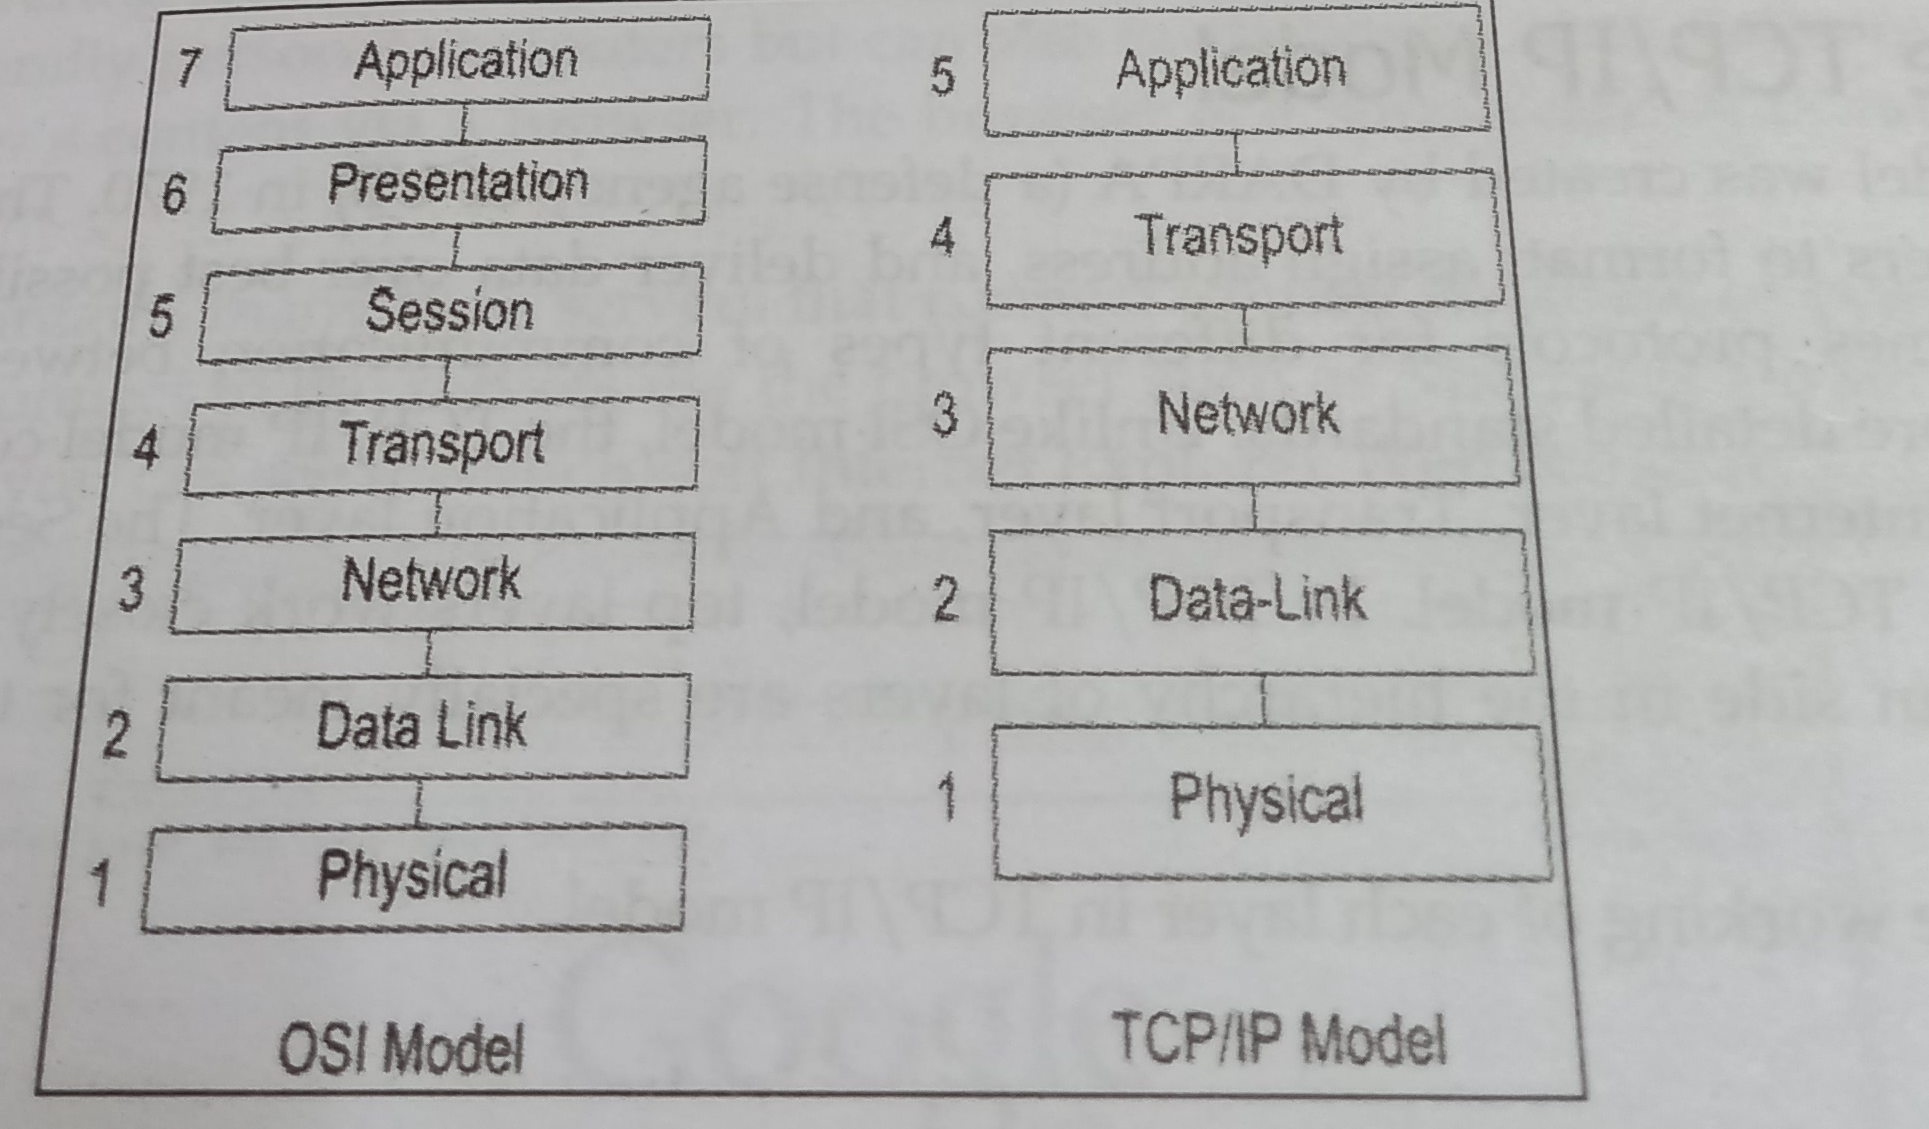 7 Application
6 Presentation
5 Session
4 Transport
3 Network
2 Data Link
1 Physical
OSI Model
5 Application
4 Transport
3 Network
2 Data-Link
1 Physical
TCP/IP Model